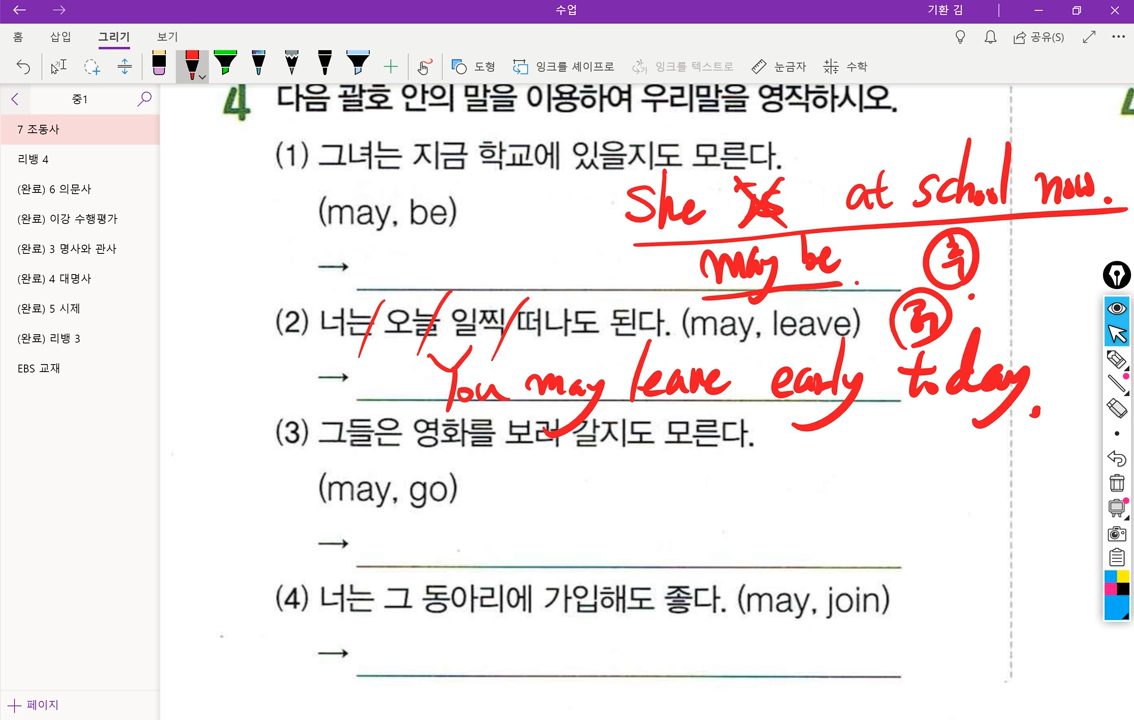 수업
기환 김
홈 삽입 그리기 보기
공유(S)
도형 잉크를 셰이프로 잉크를 텍스트로 눈금자 수학
중1
7 조동사
리뱅 4
(완료) 6 의문사
(완료) 이강 수행평가
(완료) 3 명사와 관사
(완료) 4 대명사
(완료) 5 시제
(완료) 리뱅 3
EBS 교재
페이지
4 다음 괄호 안의 말을 이용하여 우리말을 영작하시오.
(1) 그녀는 지금 학교에 있을지도 모른다.
(may, be)
She at school now.
→ may be. 추
(2) 너는 오늘 일찍 떠나도 된다. (may, leave) 허
→ You may leave early today.
(3) 그들은 영화를 보러 갈지도 모른다.
(may, go)
→
(4) 너는 그 동아리에 가입해도 좋다. (may, join)
→